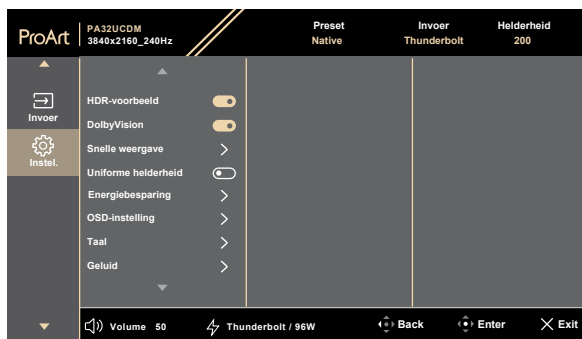 ProArt
PA32UCDM
3840x2160_240Hz
Preset
Native
Invoer
Thunderbolt
Helderheid
200
Invoer
Instel.
HDR-voorbeeld
DolbyVision
Snelle weergave
Uniforme helderheid
Energiebesparing
OSD-instelling
Taal
Geluid
Volume 50
Thunderbolt / 96W
Back
Enter
Exit